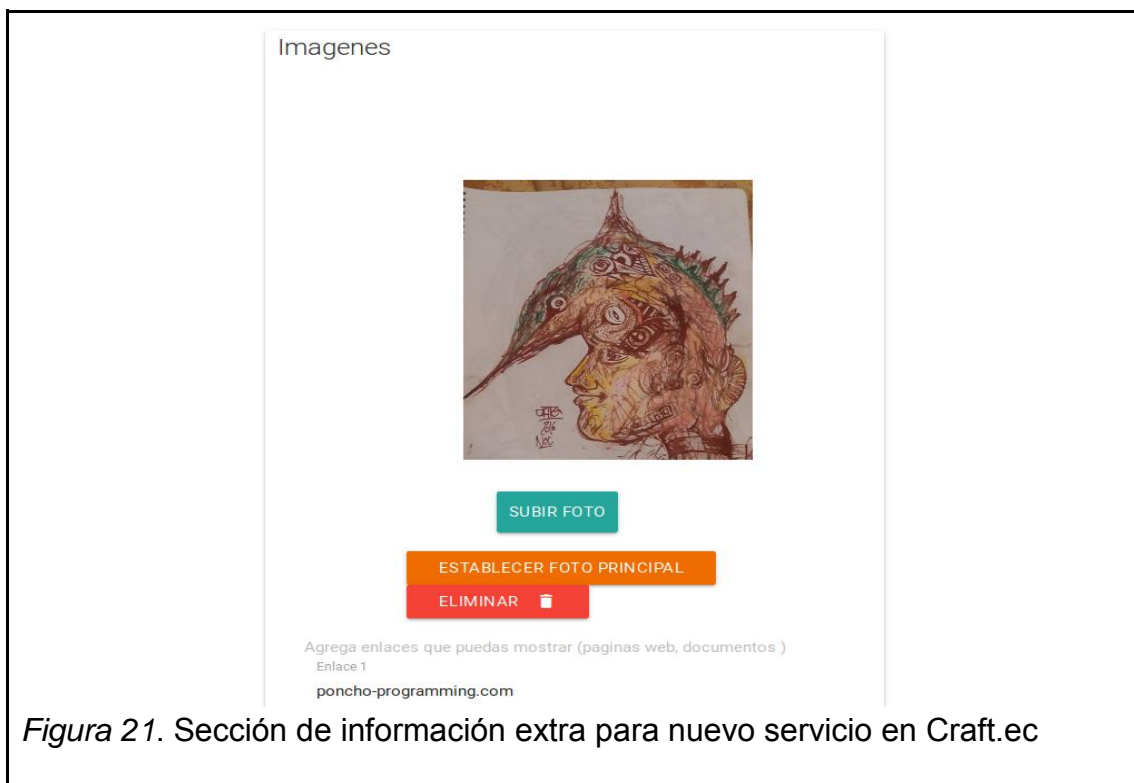 Imagenes
SUBIR FOTO
ESTABLECER FOTO PRINCIPAL
ELIMINAR
Agrega enlaces que puedas mostrar (paginas web, documentos )
Enlace 1
poncho-programming.com
Figura 21. Sección de información extra para nuevo servicio en Craft.ec